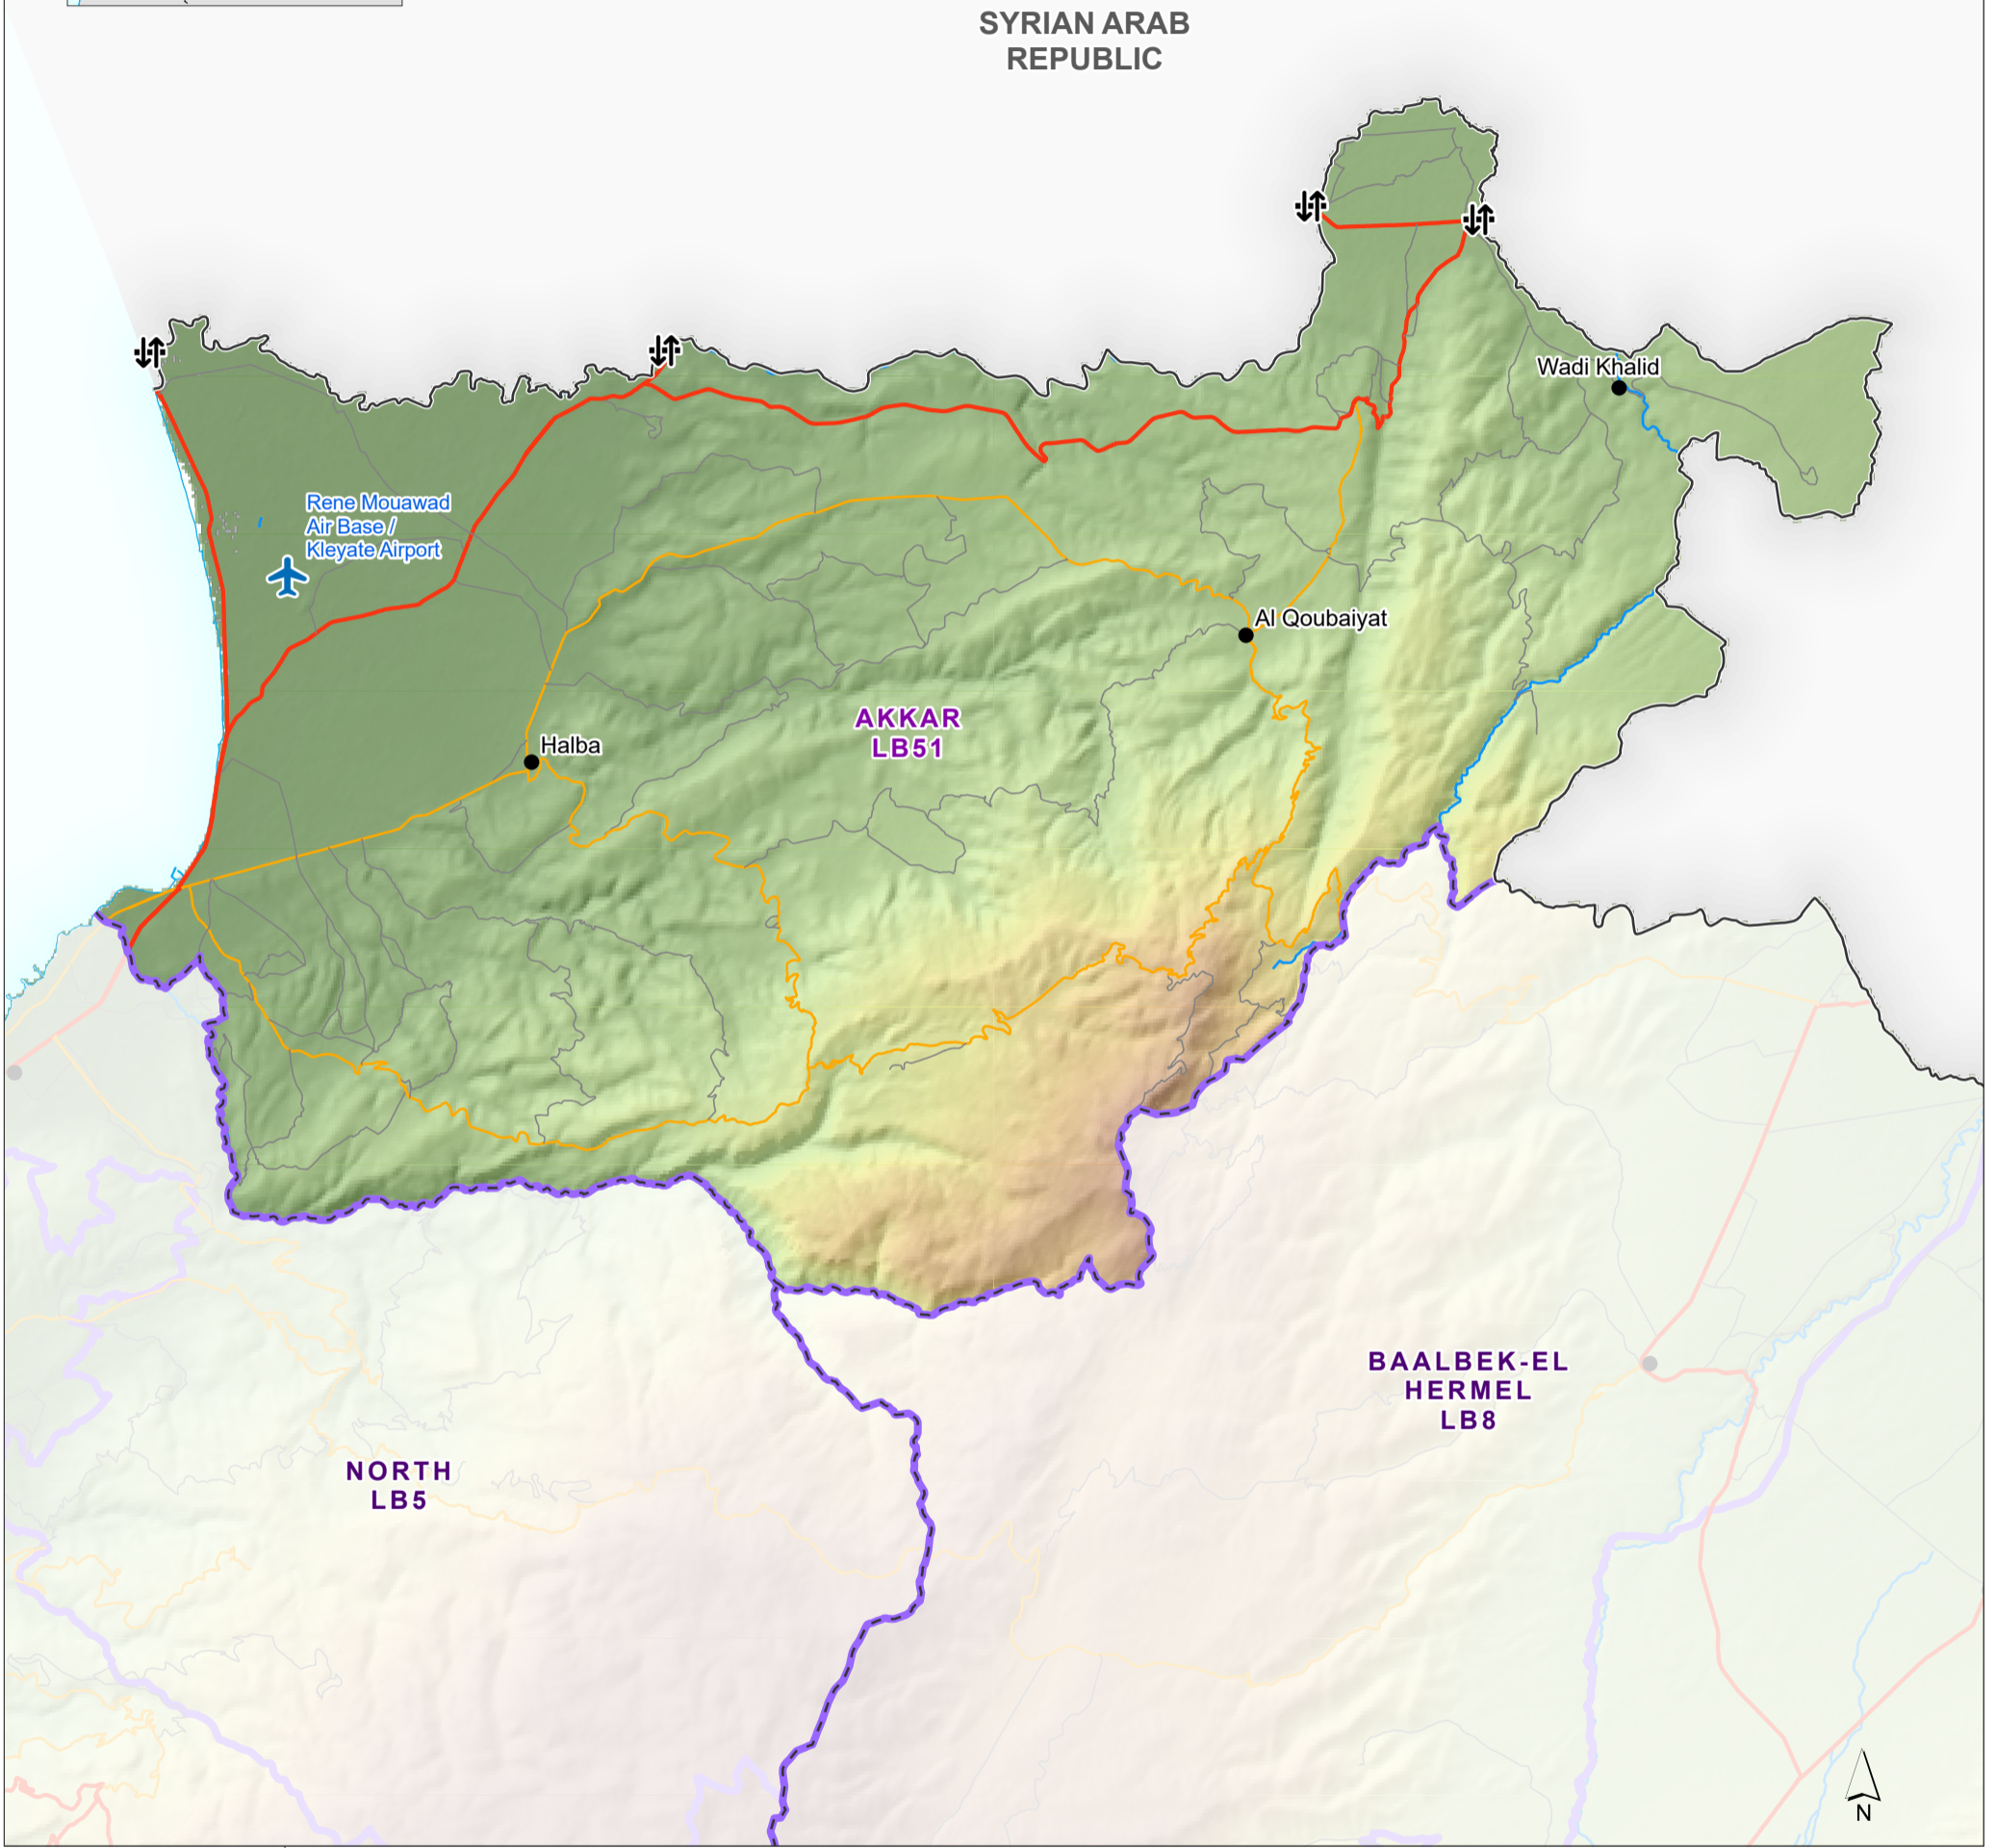 SYRIAN ARAB
REPUBLIC
Wadi Khalid
Rene Mouawad
Air Base /
Kleyate Airport
Al Qoubaiyat
AKKAR
LB51
Halba
BAALBEK-EL
HERMEL
LB8
NORTH
LB5
N